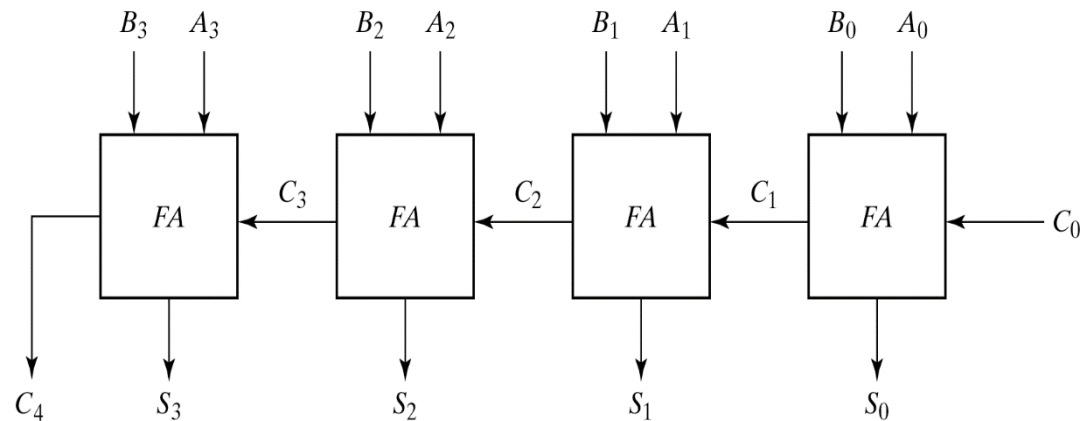 B₃ A₃ B₂ A₂ B₁ A₁ B₀ A₀
C₃ C₂ C₁
FA FA FA FA C₀
C₄ S₃ S₂ S₁ S₀